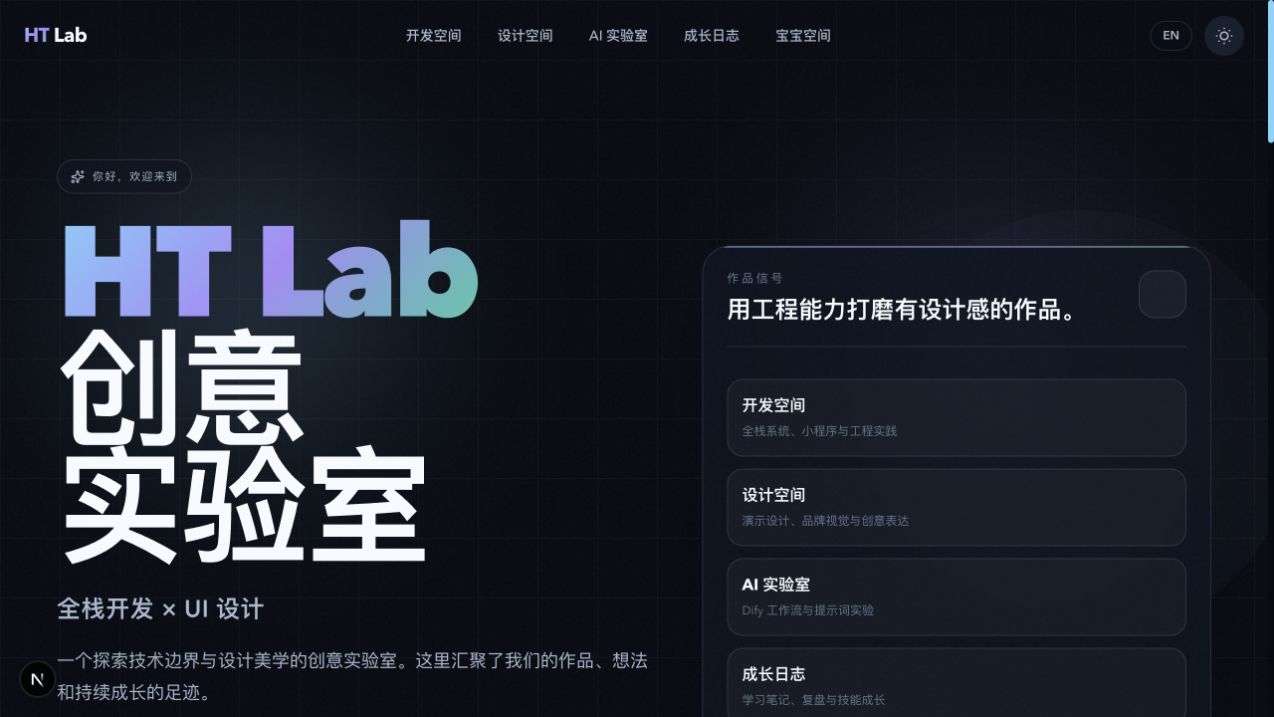 HT Lab
开发空间
设计空间
AI 实验室
成长日志
宝宝空间
EN
你好，欢迎来到
HT Lab
创意
实验室
全栈开发 × UI 设计
一个探索技术边界与设计美学的创意实验室。这里汇聚了我们的作品、想法
和持续成长的足迹。
N
作品信号
用工程能力打磨有设计感的作品。
开发空间
全栈系统、小程序与工程实践
设计空间
演示设计、品牌视觉与创意表达
AI 实验室
Dify 工作流与提示词实验
成长日志
学习笔记、复盘与技能成长